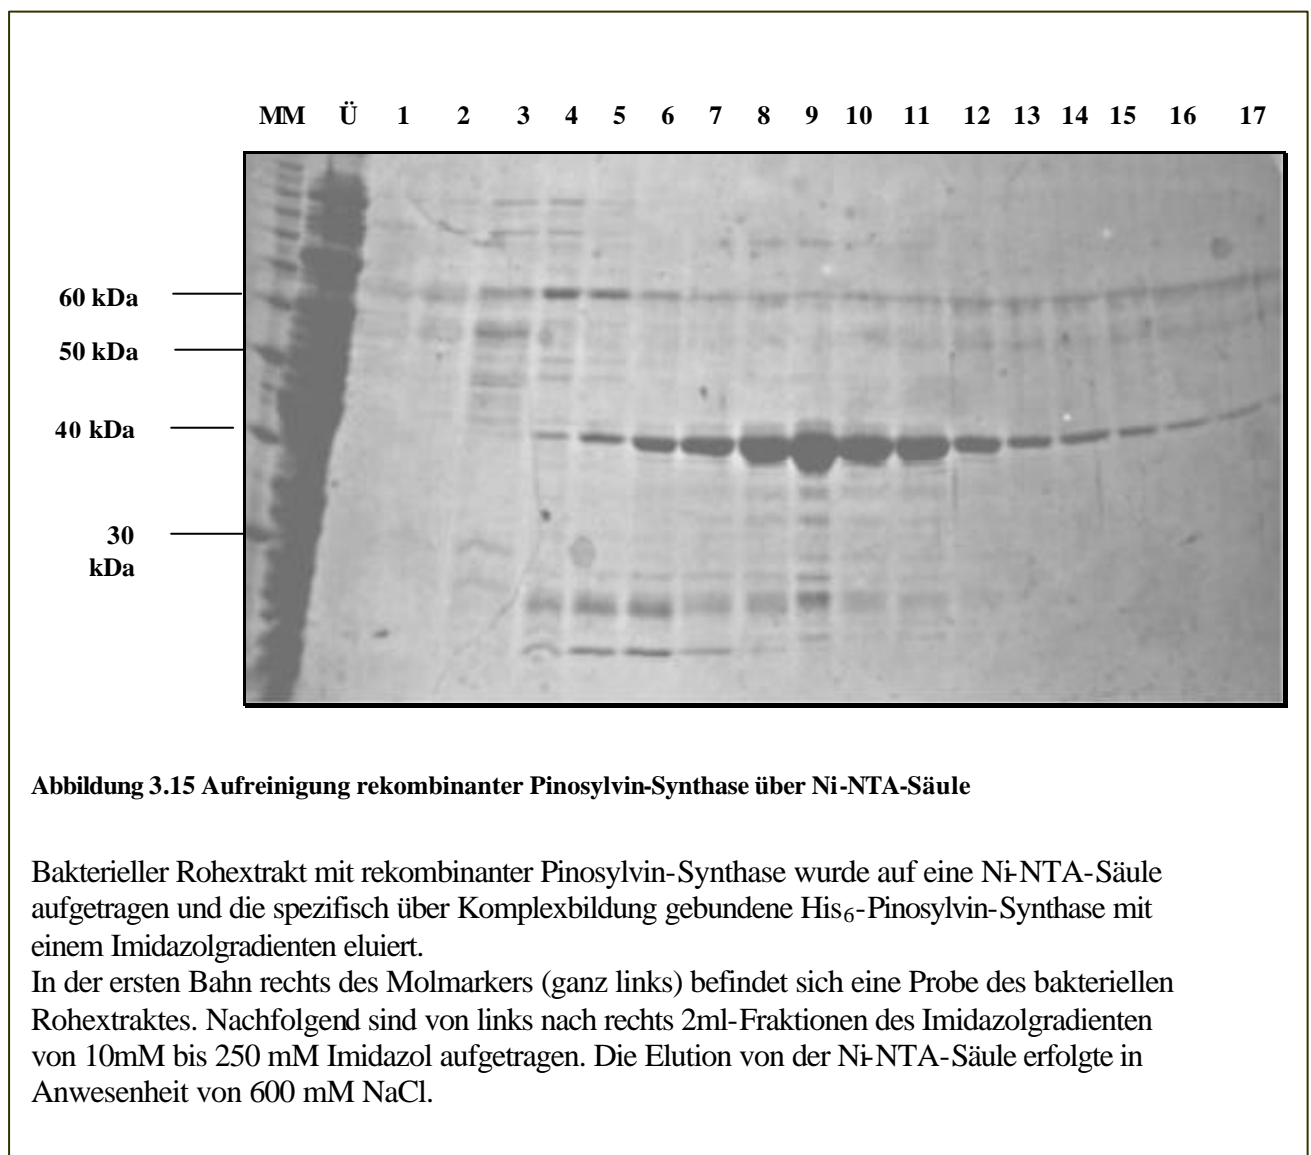 MM Ü 1 2 3 4 5 6 7 8 9 10 11 12 13 14 15 16 17
60 kDa
50 kDa
40 kDa
30
kDa
Abbildung 3.15 Aufreinigung rekombinanter Pinosylvin-Synthase über Ni-NTA-Säule
Bakterieller Rohextrakt mit rekombinanter Pinosylvin-Synthase wurde auf eine Ni-NTA-Säule
aufgetragen und die spezifisch über Komplexbildung gebundene His₆-Pinosylvin-Synthase mit
einem Imidazolgradienten eluiert.
In der ersten Bahn rechts des Molmarkers (ganz links) befindet sich eine Probe des bakteriellen
Rohextraktes. Nachfolgend sind von links nach rechts 2ml-Fraktionen des Imidazolgradienten
von 10mM bis 250 mM Imidazol aufgetragen. Die Elution von der Ni-NTA-Säule erfolgte in
Anwesenheit von 600 mM NaCl.